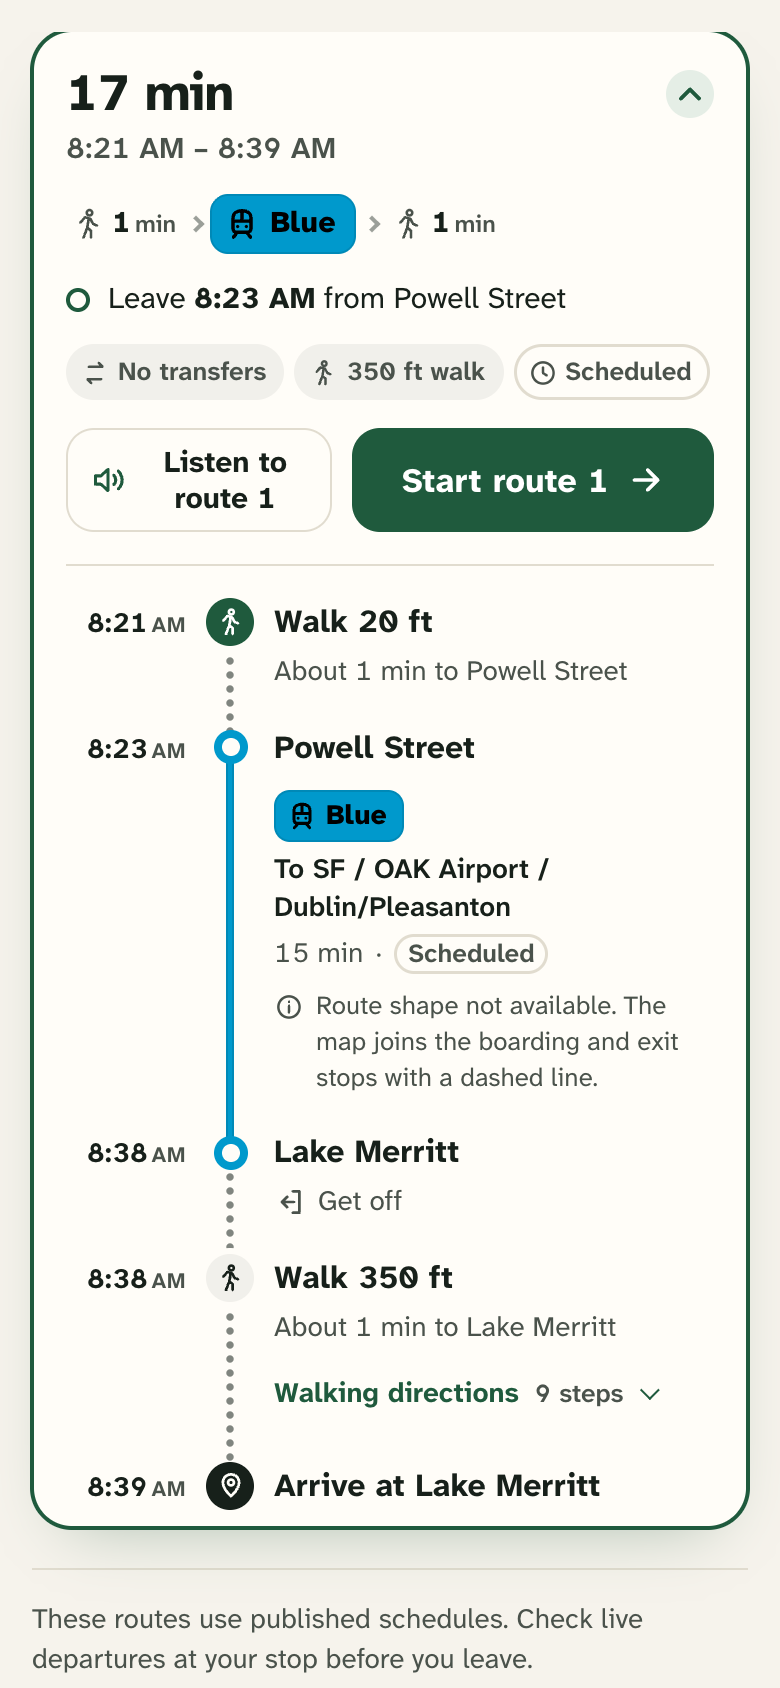 17 min
8:21 AM – 8:39 AM
1 min > Blue > 1 min
Leave 8:23 AM from Powell Street
No transfers 350 ft walk Scheduled
Listen to
route 1
Start route 1 →
8:21 AM Walk 20 ft
About 1 min to Powell Street
8:23 AM Powell Street
Blue
To SF / OAK Airport /
Dublin/Pleasanton
15 min · Scheduled
Route shape not available. The
map joins the boarding and exit
stops with a dashed line.
8:38 AM Lake Merritt
Get off
8:38 AM Walk 350 ft
About 1 min to Lake Merritt
Walking directions 9 steps
8:39 AM Arrive at Lake Merritt
These routes use published schedules. Check live
departures at your stop before you leave.